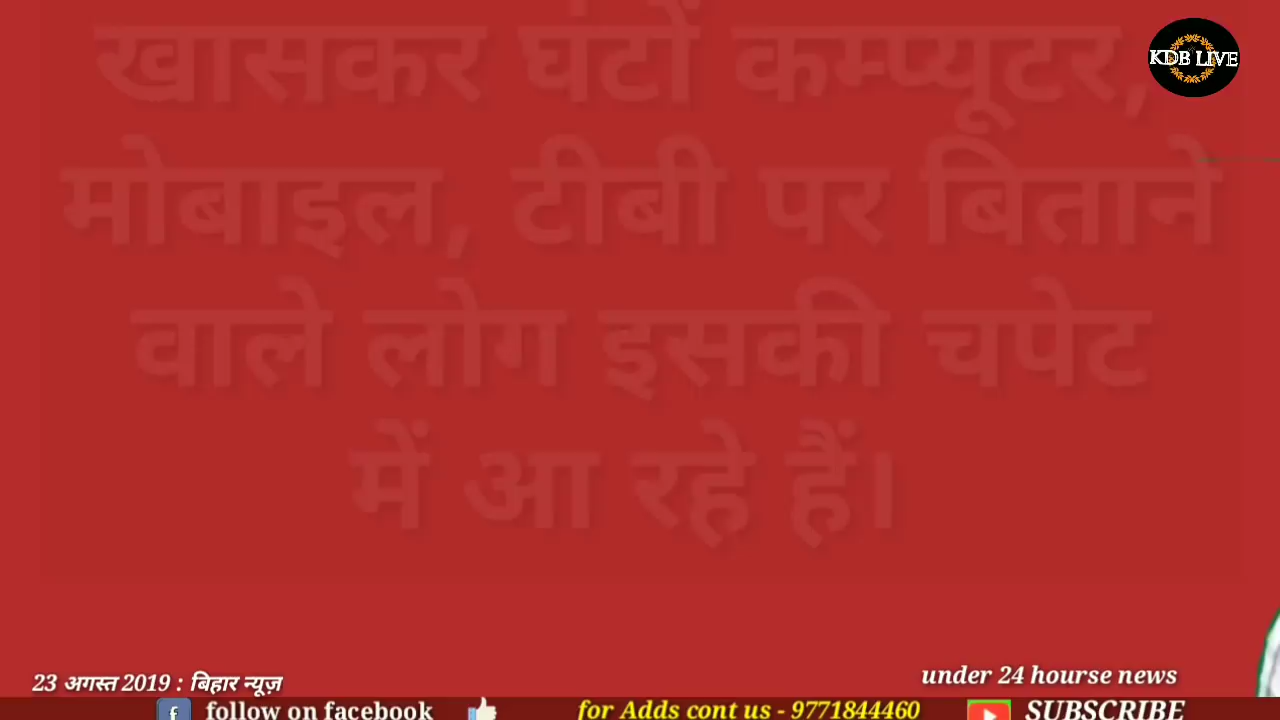 खासकर घंटों कम्प्यूटर,
KDB LIVE
मोबाइल, टीबी पर बिताने
वाले लोग इसकी चपेट
में आ रहे हैं।
23 अगस्त 2019 : बिहार न्यूज़
under 24 hourse news
follow on facebook
for Adds cont us - 9771844460
SUBSCRIBE